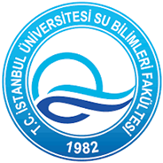 T.C. İSTANBUL ÜNİVERSİTESİ SU BİLİMLERİ FAKÜLTESİ
1982